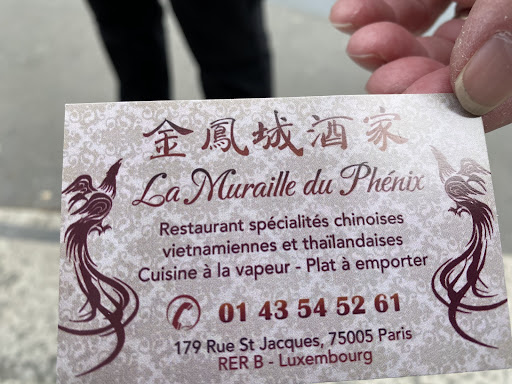 金鳳城酒家
La Muraille du Phénix
Restaurant spécialités chinoises
vietnamiennes et thaïlandaises
Cuisine à la vapeur - Plat à emporter
01 43 54 52 61
179 Rue St Jacques, 75005 Paris
RER B - Luxembourg